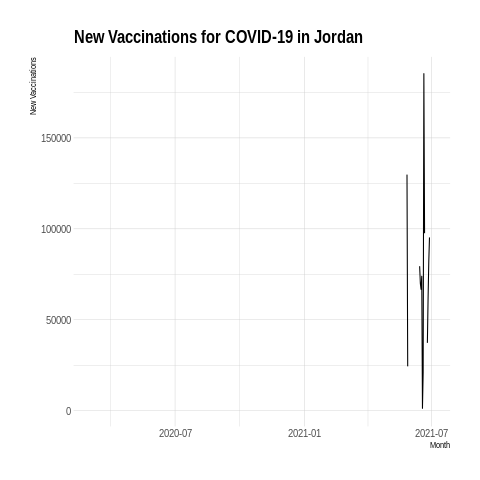 New Vaccinations for COVID-19 in Jordan
New Vaccinations
150000
100000
50000
0
2020-07 2021-01 2021-07
Month